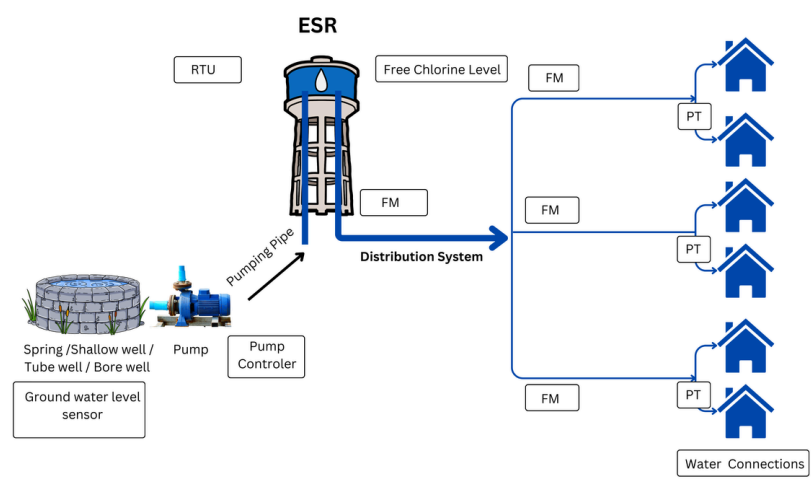 ESR
RTU
Free Chlorine Level
FM
PT
FM
FM
PT
Pumping Pipe
Distribution System
Spring /Shallow well /
Tube well / Bore well
Pump
Pump
Controler
Ground water level
sensor
FM
PT
Water Connections